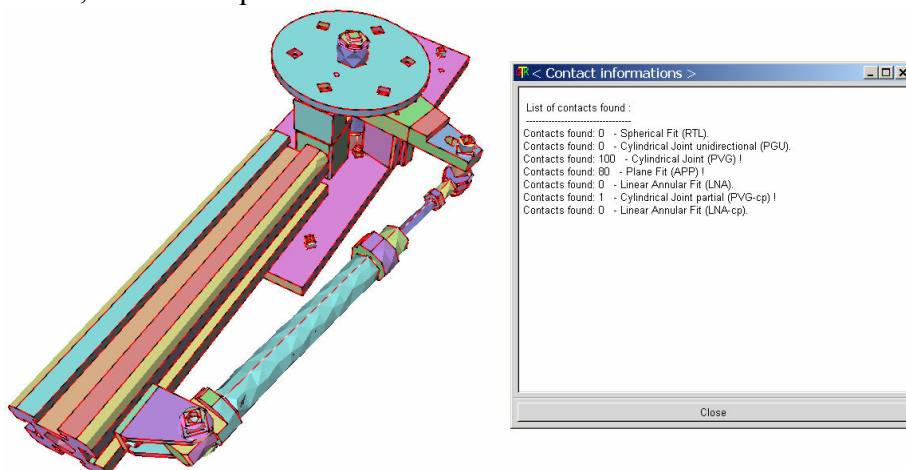 < Contact informations >
List of contacts found :
--------------------------------
Contacts found: 0 - Spherical Fit (RTL).
Contacts found: 0 - Cylindrical Joint unidirectional (PGU).
Contacts found: 100 - Cylindrical Joint (PVG) !
Contacts found: 80 - Plane Fit (APP) !
Contacts found: 0 - Linear Annular Fit (LNA).
Contacts found: 1 - Cylindrical Joint partial (PVG-cp) !
Contacts found: 0 - Linear Annular Fit (LNA-cp).
Close